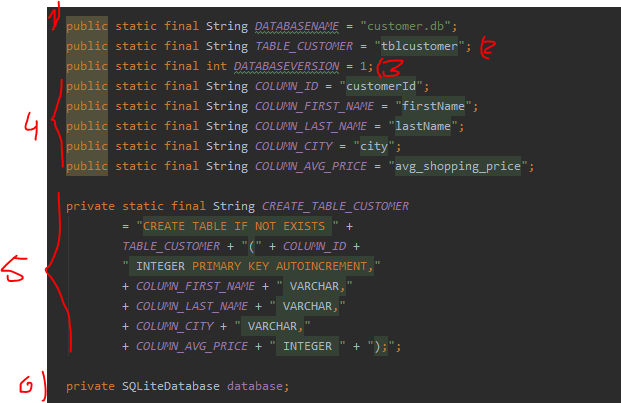 1) public static final String DATABASENAME = "customer.db";
public static final String TABLE_CUSTOMER = "tblcustomer"; (2
public static final int DATABASEVERSION = 1; (3
public static final String COLUMN_ID = "customerId";
public static final String COLUMN_FIRST_NAME = "firstName";
4 public static final String COLUMN_LAST_NAME = "lastName";
public static final String COLUMN_CITY = "city";
public static final String COLUMN_AVG_PRICE = "avg_shopping_price";
private static final String CREATE_TABLE_CUSTOMER
= "CREATE TABLE IF NOT EXISTS " +
TABLE_CUSTOMER + "(" + COLUMN_ID +
5 " INTEGER PRIMARY KEY AUTOINCREMENT,"
+ COLUMN_FIRST_NAME + " VARCHAR,"
+ COLUMN_LAST_NAME + " VARCHAR,"
+ COLUMN_CITY + " VARCHAR,"
+ COLUMN_AVG_PRICE + " INTEGER " + ");";
6) private SQLiteDatabase database;